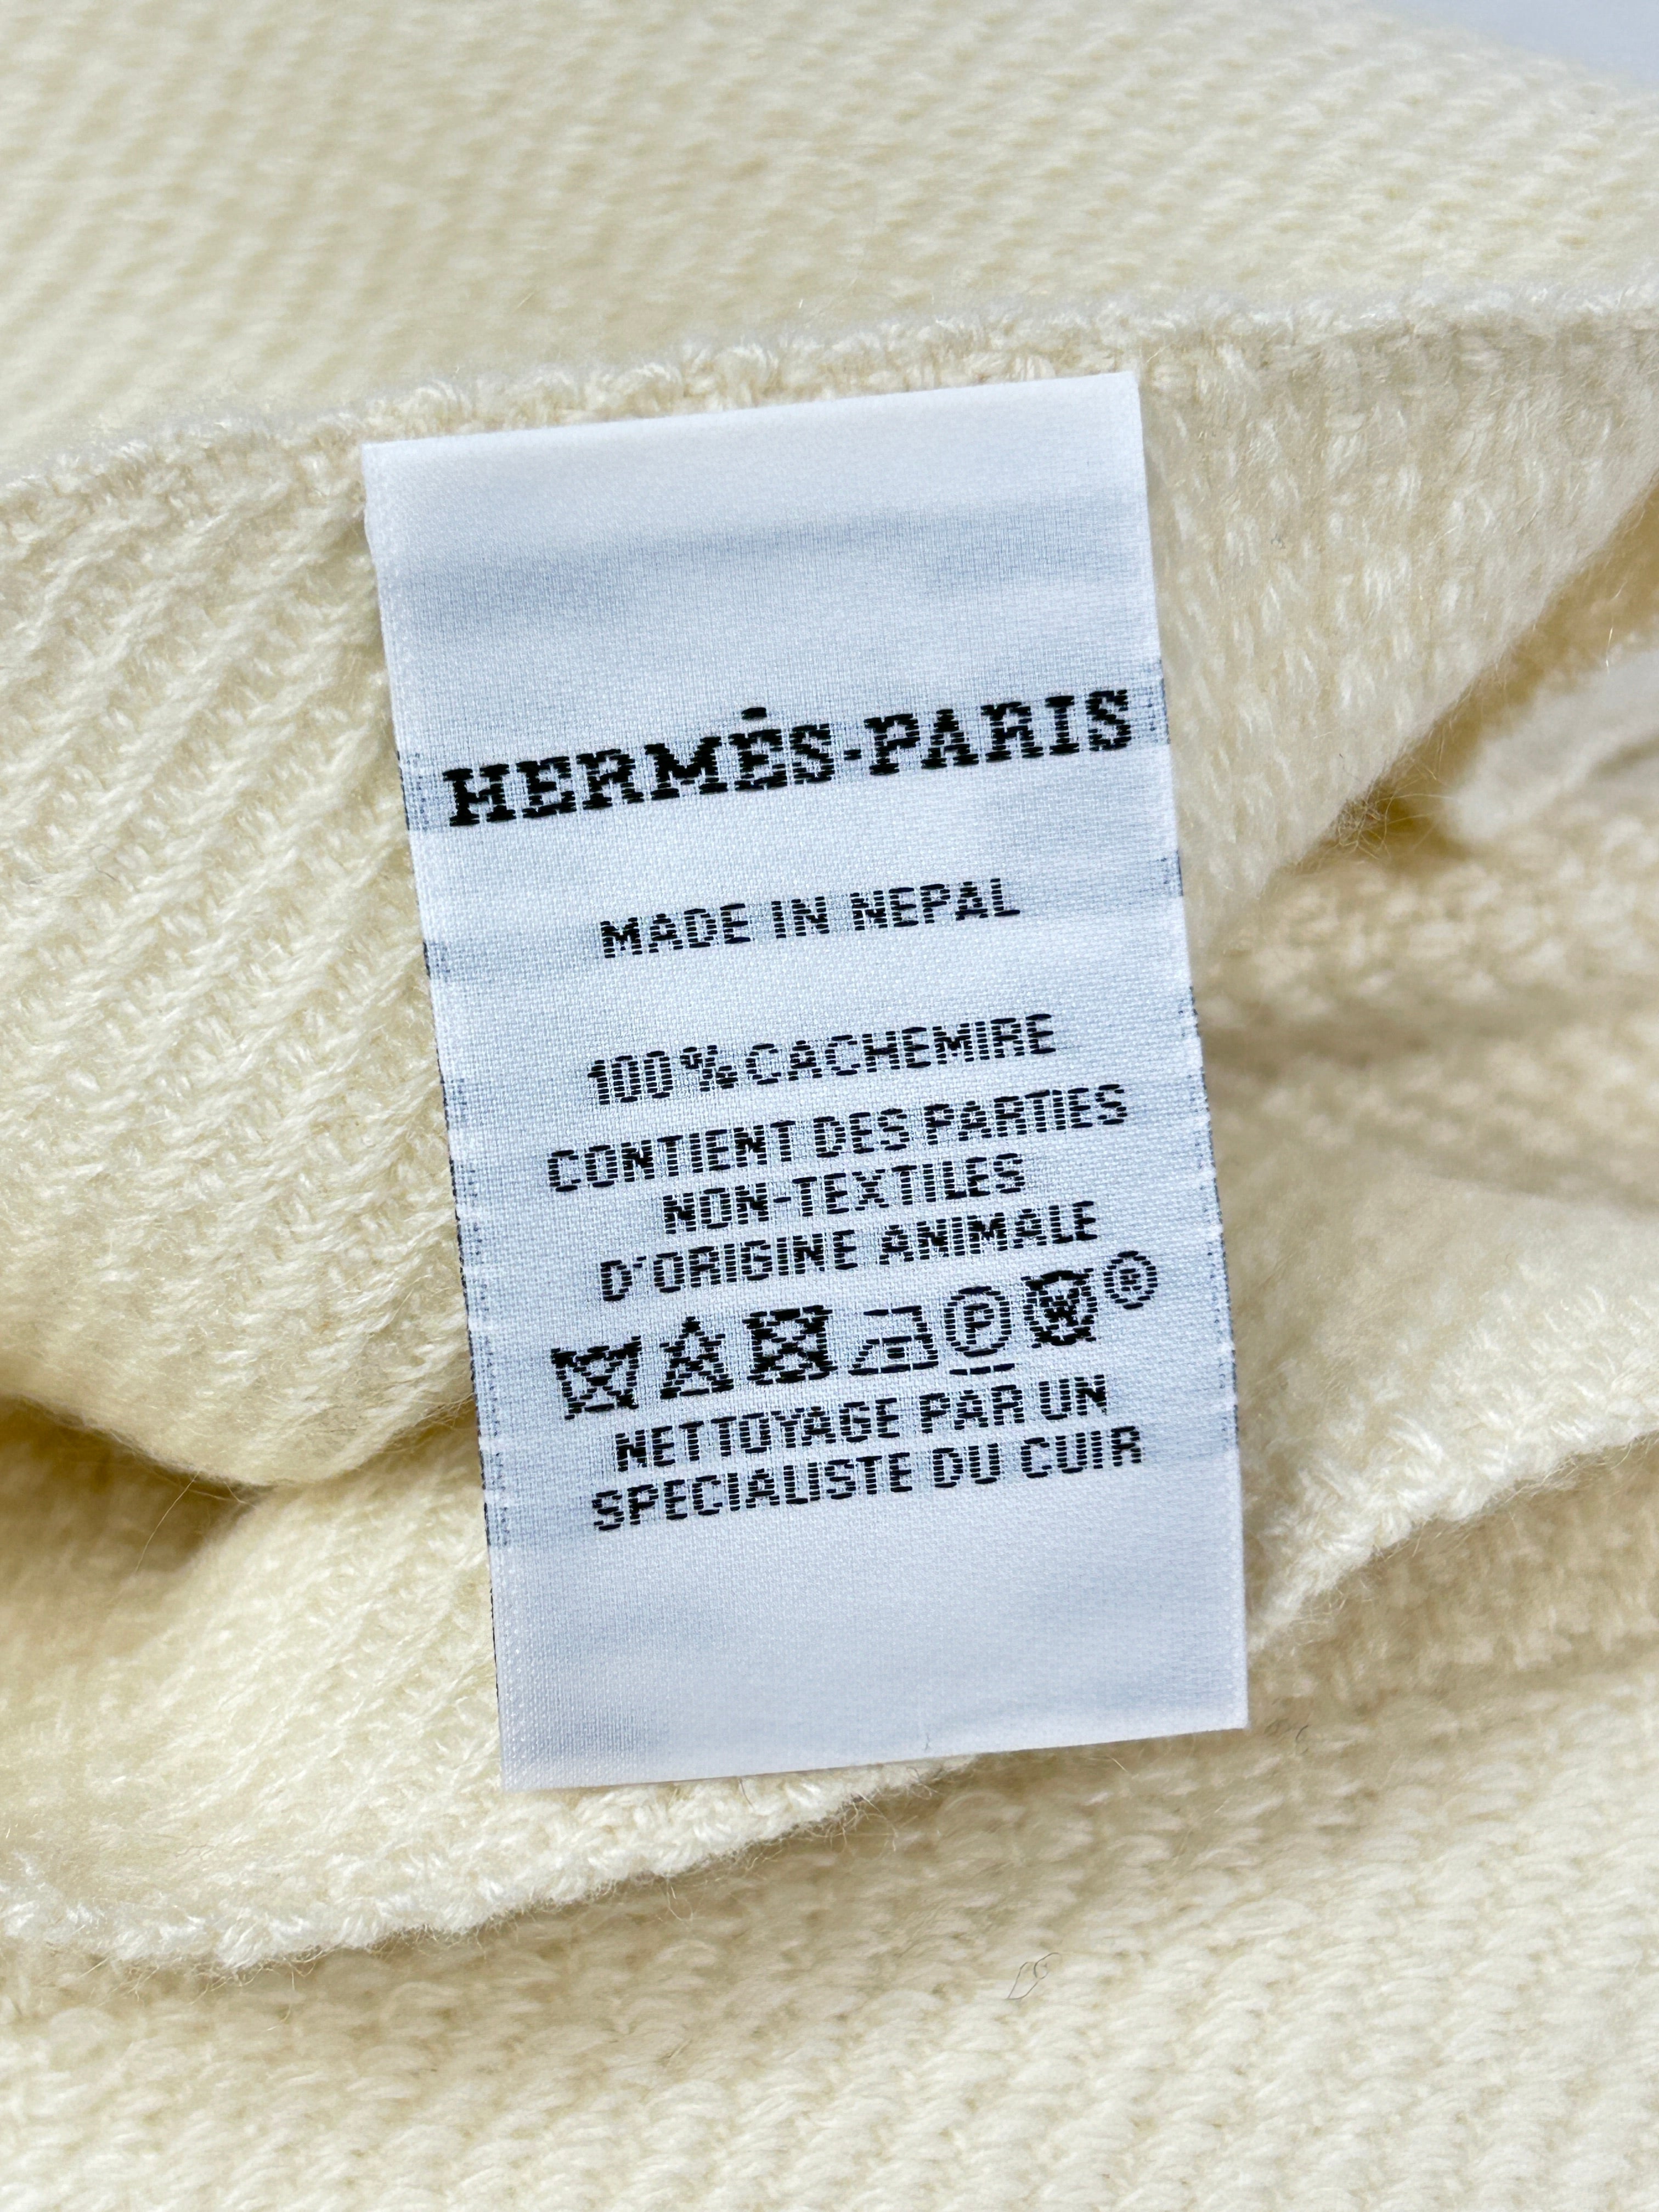 HERMÈS-PARIS
MADE IN NEPAL
100% CACHEMIRE
CONTIENT DES PARTIES
NON-TEXTILES
D'ORIGINE ANIMALE
P W ®
NETTOYAGE PAR UN
SPECIALISTE DU CUIR